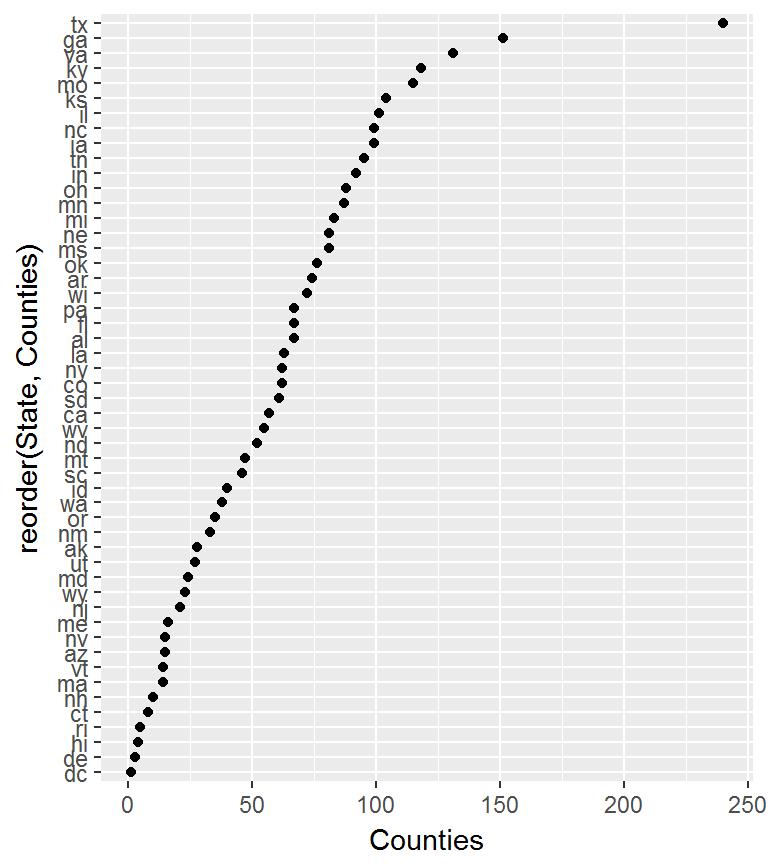 tx
ga
va
ky
mo
ks
il
nc
ia
tn
in
oh
mn
mi
ne
ms
ok
ar
wi
pa
fl
al
la
ny
co
sd
ca
wv
nd
mt
sc
id
wa
or
nm
ak
ut
md
wy
nj
me
nv
az
vt
ma
nh
ct
ri
hi
de
dc
reorder(State, Counties)
0 50 100 150 200 250
Counties